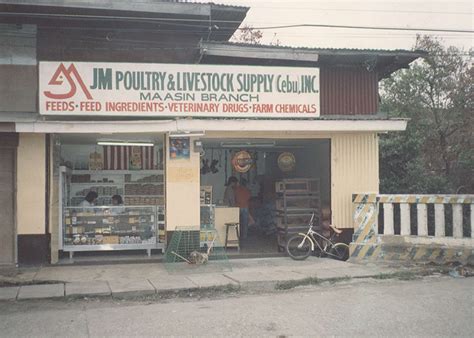 JM POULTRY & LIVESTOCK SUPPLY Cebu, INC.
MAASIN BRANCH
FEEDS • FEED INGREDIENTS • VETERINARY DRUGS • FARM CHEMICALS